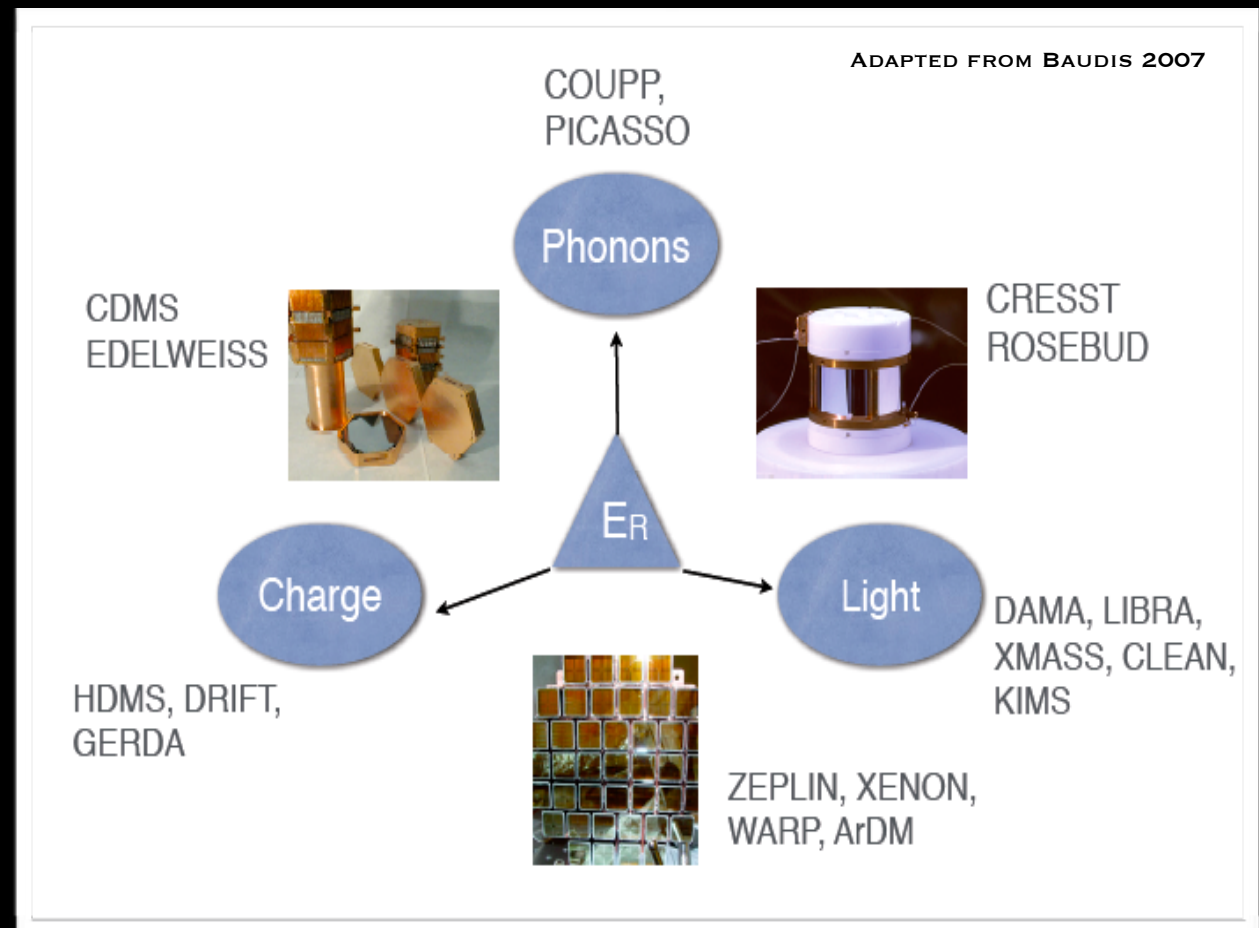 ADAPTED FROM BAUDIS 2007
COUPP,
PICASSO
Phonons
CDMS
EDELWEISS
CRESST
ROSEBUD
ER
Charge
Light
DAMA, LIBRA,
XMASS, CLEAN,
KIMS
HDMS, DRIFT,
GERDA
ZEPLIN, XENON,
WARP, ArDM